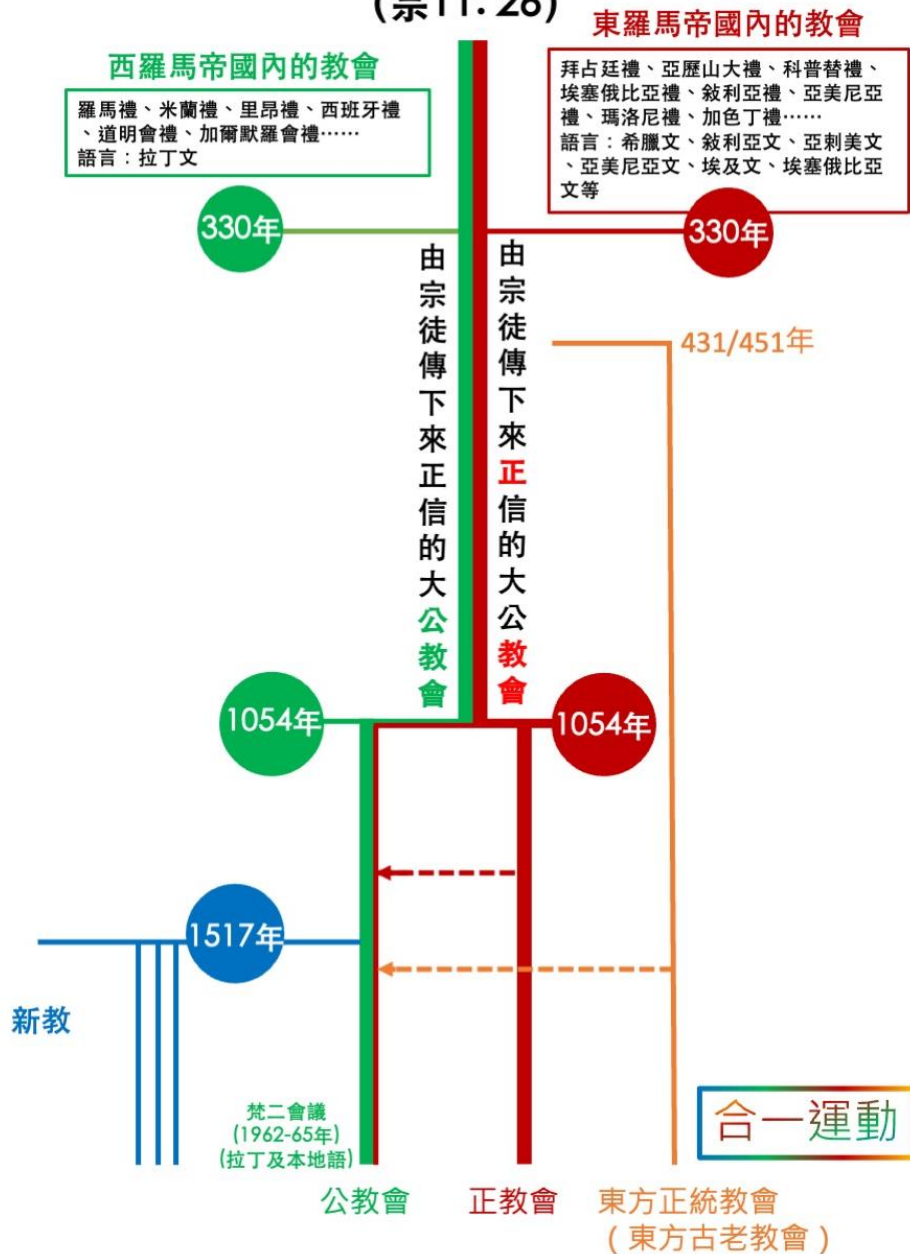 (宗11:26)
西羅馬帝國內的教會
羅馬禮、米蘭禮、里昂禮、西班牙禮
、道明會禮、加爾默羅會禮……
語言：拉丁文
東羅馬帝國內的教會
拜占廷禮、亞歷山大禮、科普替禮、
埃塞俄比亞禮、敍利亞禮、亞美尼亞
禮、瑪洛尼禮、加色丁禮……
語言：希臘文、敍利亞文、亞剌美文
、亞美尼亞文、埃及文、埃塞俄比亞
文等
330年
330年
由宗徒傳下來正信的大公教會
由宗徒傳下來正信的大公教會
431/451年
1054年
1054年
1517年
新教
梵二會議
(1962-65年)
(拉丁及本地語)
合一運動
公教會
正教會
東方正統教會
（東方古老教會）